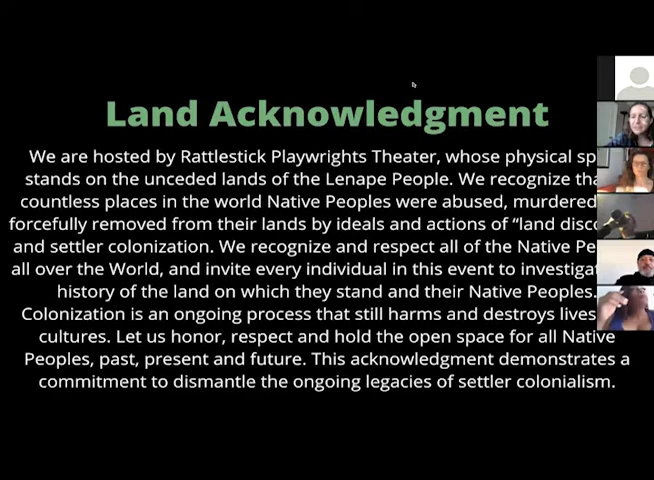 Land Acknowledgment
We are hosted by Rattlestick Playwrights Theater, whose physical sp
stands on the unceded lands of the Lenape People. We recognize tha
countless places in the world Native Peoples were abused, murdered
forcefully removed from their lands by ideals and actions of “land disco
and settler colonization. We recognize and respect all of the Native Pe
all over the World, and invite every individual in this event to investigat
history of the land on which they stand and their Native Peoples.
Colonization is an ongoing process that still harms and destroys lives
cultures. Let us honor, respect and hold the open space for all Native
Peoples, past, present and future. This acknowledgment demonstrates a
commitment to dismantle the ongoing legacies of settler colonialism.